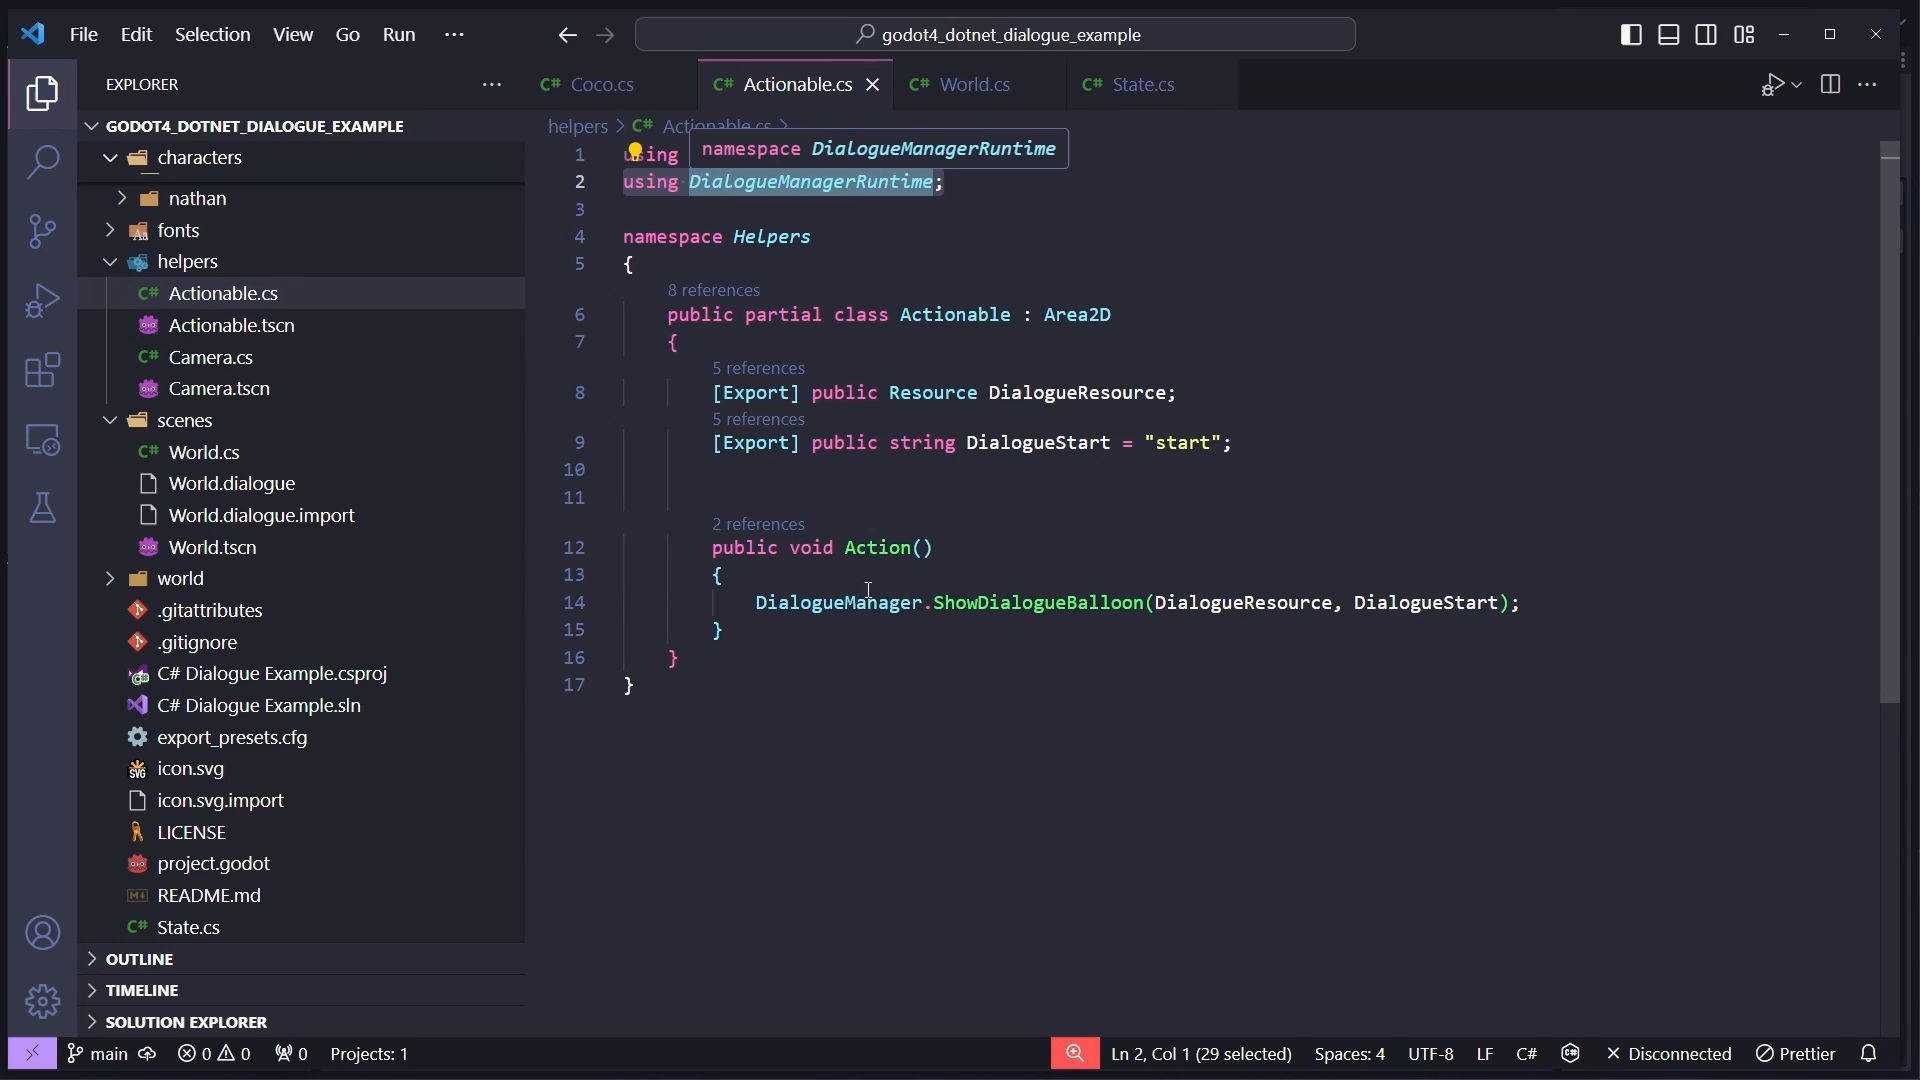 File Edit Selection View Go Run ···
godot4_dotnet_dialogue_example
EXPLORER
C# Coco.cs
C# Actionable.cs
C# World.cs
C# State.cs
GODOT4_DOTNET_DIALOGUE_EXAMPLE
characters
nathan
fonts
helpers
C# Actionable.cs
Actionable.tscn
C# Camera.cs
Camera.tscn
scenes
C# World.cs
World.dialogue
World.dialogue.import
World.tscn
world
.gitattributes
.gitignore
C# Dialogue Example.csproj
C# Dialogue Example.sln
export_presets.cfg
icon.svg
icon.svg.import
LICENSE
project.godot
README.md
C# State.cs
OUTLINE
TIMELINE
SOLUTION EXPLORER
helpers > C# Actionable.cs >
namespace DialogueManagerRuntime
1 using
2 using DialogueManagerRuntime;
3
4 namespace Helpers
5 {
8 references
6 public partial class Actionable : Area2D
7 {
5 references
8 [Export] public Resource DialogueResource;
5 references
9 [Export] public string DialogueStart = "start";
10
11
2 references
12 public void Action()
13 {
14 DialogueManager.ShowDialogueBalloon(DialogueResource, DialogueStart);
15 }
16 }
17 }
main 0 0 0 Projects: 1 Ln 2, Col 1 (29 selected) Spaces: 4 UTF-8 LF C# Disconnected Prettier